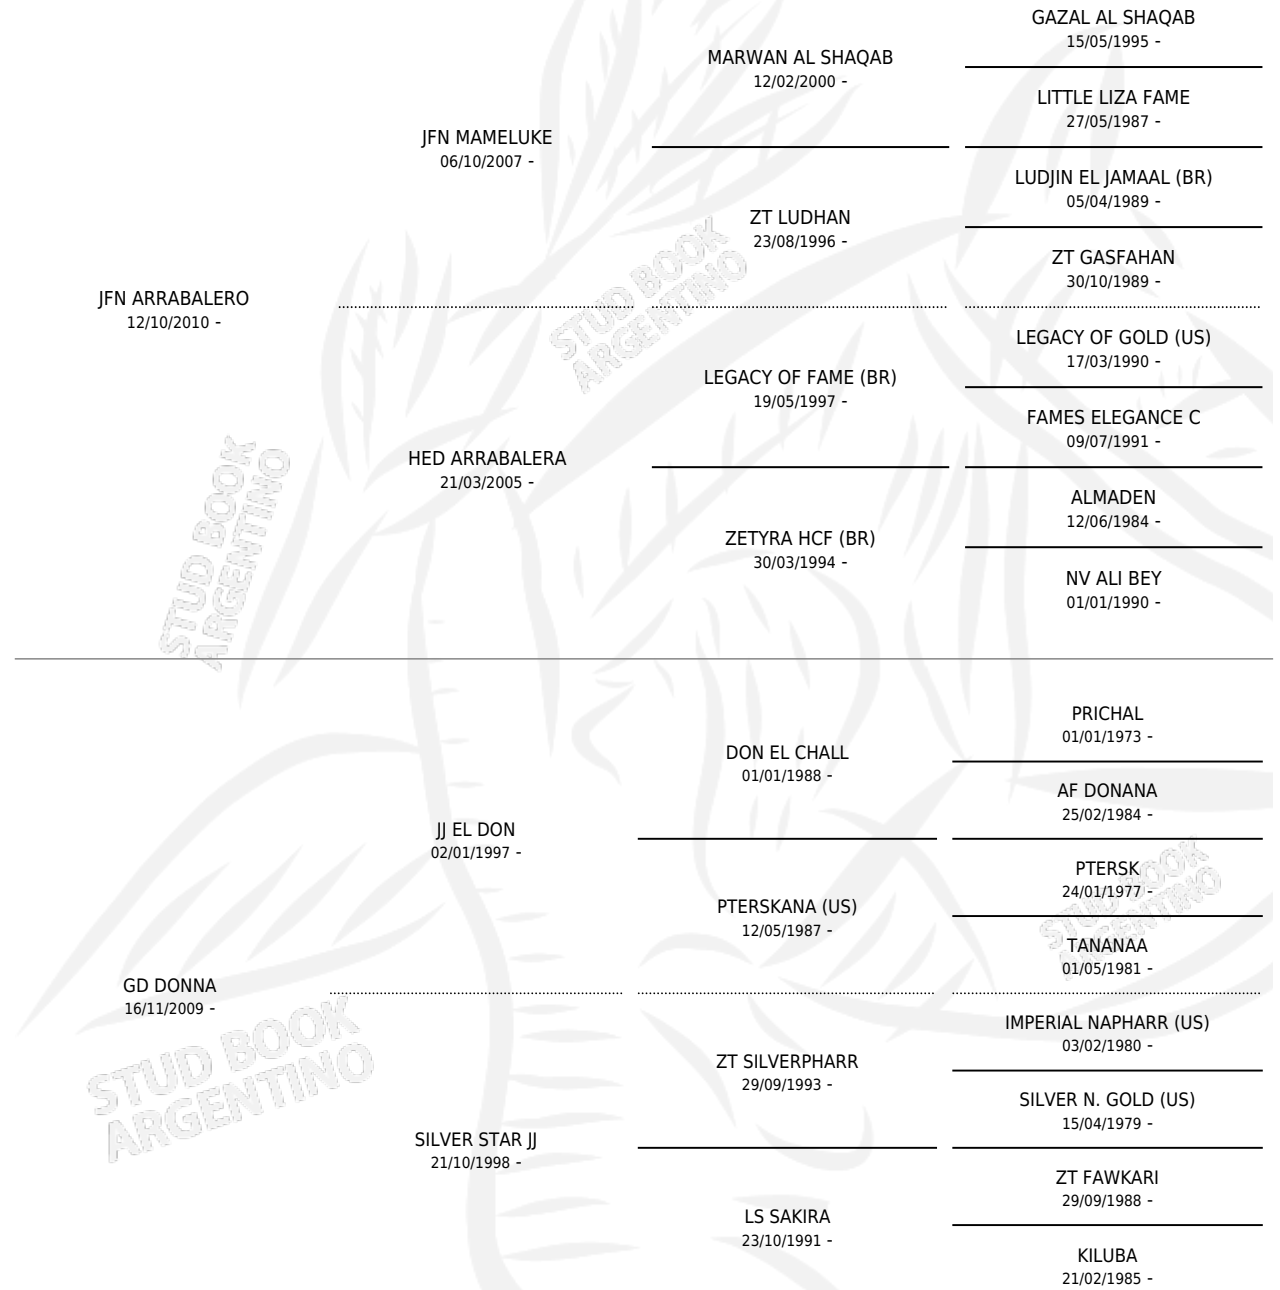 GAZAL AL SHAQAB
15/05/1995 -
MARWAN AL SHAQAB
12/02/2000 -
LITTLE LIZA FAME
27/05/1987 -
JFN MAMELUKE
06/10/2007 -
LUDJIN EL JAMAAL (BR)
05/04/1989 -
ZT LUDHAN
23/08/1996 -
ZT GASFAHAN
30/10/1989 -
STUD BOOK
ARGENTINO
JFN ARRABALERO
12/10/2010 -
LEGACY OF GOLD (US)
17/03/1990 -
LEGACY OF FAME (BR)
19/05/1997 -
FAMES ELEGANCE C
09/07/1991 -
HED ARRABALERA
21/03/2005 -
ALMADEN
12/06/1984 -
ZETYRA HCF (BR)
30/03/1994 -
NV ALI BEY
01/01/1990 -
STUD BOOK
ARGENTINO
PRICHAL
01/01/1973 -
DON EL CHALL
01/01/1988 -
AF DONANA
25/02/1984 -
JJ EL DON
02/01/1997 -
PTERSK
24/01/1977 -
PTERSKANA (US)
12/05/1987 -
TANANAA
01/05/1981 -
STUD BOOK
ARGENTINO
GD DONNA
16/11/2009 -
IMPERIAL NAPHARR (US)
03/02/1980 -
ZT SILVERPHARR
29/09/1993 -
SILVER N. GOLD (US)
15/04/1979 -
STUD BOOK
ARGENTINO
SILVER STAR JJ
21/10/1998 -
ZT FAWKARI
29/09/1988 -
LS SAKIRA
23/10/1991 -
KILUBA
21/02/1985 -